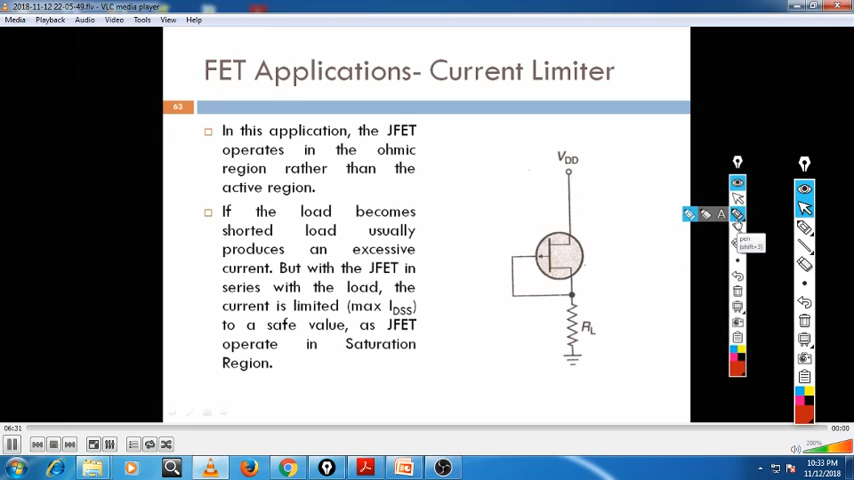 2018-11-12 22-05-49.flv - VLC media player
Media Playback Audio Video Tools View Help
FET Applications- Current Limiter
63
In this application, the JFET
operates in the ohmic
region rather than the
active region.
If the load becomes
shorted load usually
produces an excessive
current. But with the JFET in
series with the load, the
current is limited (max IDSS)
to a safe value, as JFET
operate in Saturation
Region.
VDD
RL
A
pen
(shift+3)
06:31
00:00
200%
10:33 PM
11/12/2018